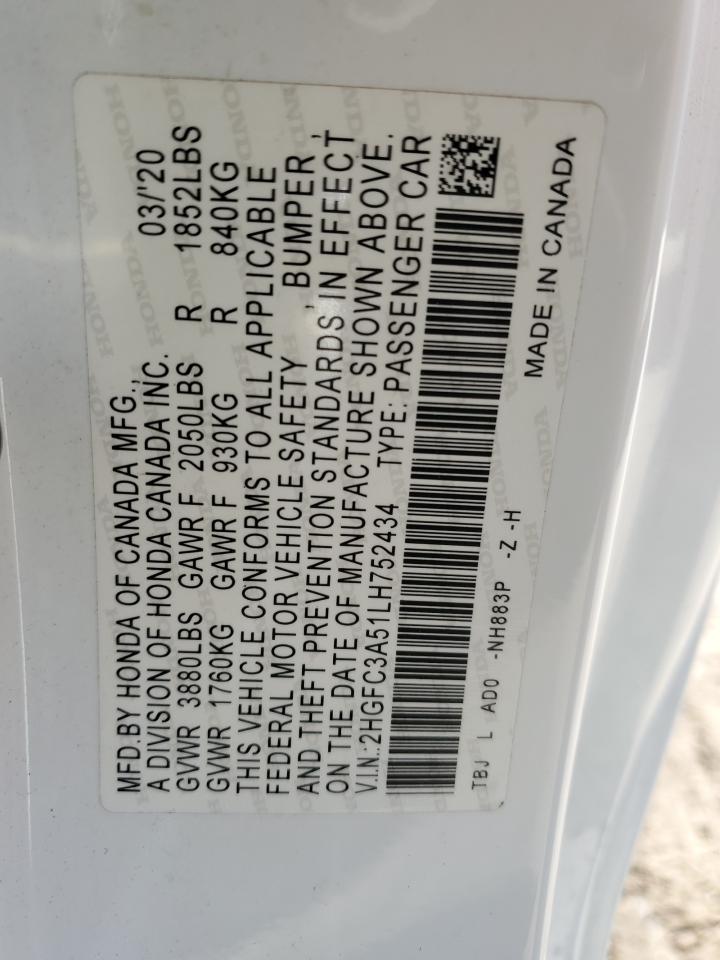 MFD.BY HONDA OF CANADA MFG., 03/'20
A DIVISION OF HONDA CANADA INC.
GVWR 3880LBS GAWR F 2050LBS R 1852LBS
GVWR 1760KG GAWR F 930KG R 840KG
THIS VEHICLE CONFORMS TO ALL APPLICABLE
FEDERAL MOTOR VEHICLE SAFETY , BUMPER ,
AND THEFT PREVENTION STANDARDS, IN EFFECT
ON THE DATE OF MANUFACTURE SHOWN ABOVE.
V.I.N.:2HGFC3A51LH752434 TYPE: PASSENGER CAR
TBJ L AD0 -NH883P -Z -H
MADE IN CANADA